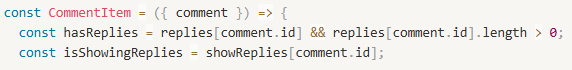 const CommentItem = ({ comment }) => {
  const hasReplies = replies[comment.id] && replies[comment.id].length > 0;
  const isShowingReplies = showReplies[comment.id];